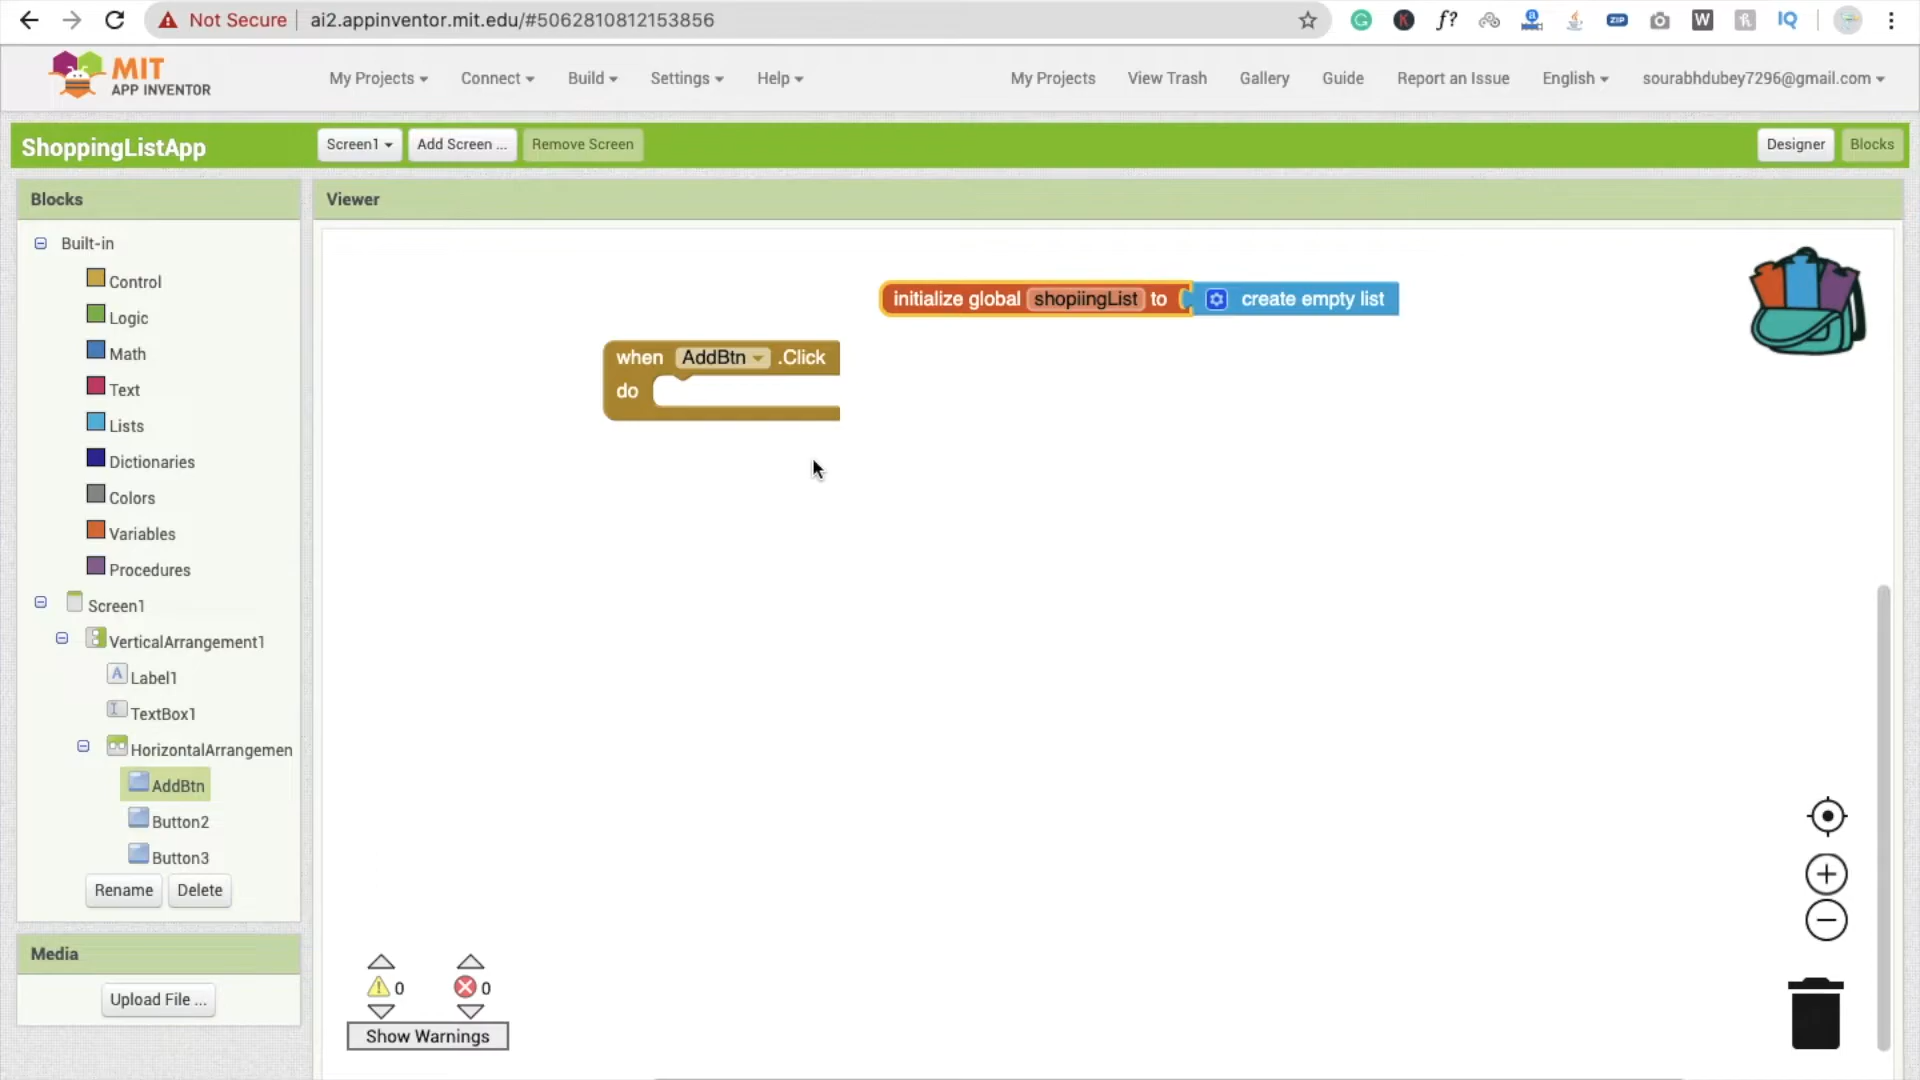 Not Secure ai2.appinventor.mit.edu/#5062810812153856
ZIP W IQ
MIT
APP INVENTOR
My Projects Connect Build Settings Help My Projects View Trash Gallery Guide Report an Issue English sourabhdubey7296@gmail.com
ShoppingListApp Screen1 Add Screen ... Remove Screen Designer Blocks
Blocks Viewer
Built-in
Control
Logic
Math
Text
Lists
Dictionaries
Colors
Variables
Procedures
Screen1
VerticalArrangement1
Label1
TextBox1
HorizontalArrangemen
AddBtn
Button2
Button3
Rename Delete
Media
Upload File ...
initialize global shopiingList to create empty list
when AddBtn .Click
do
0 0
Show Warnings